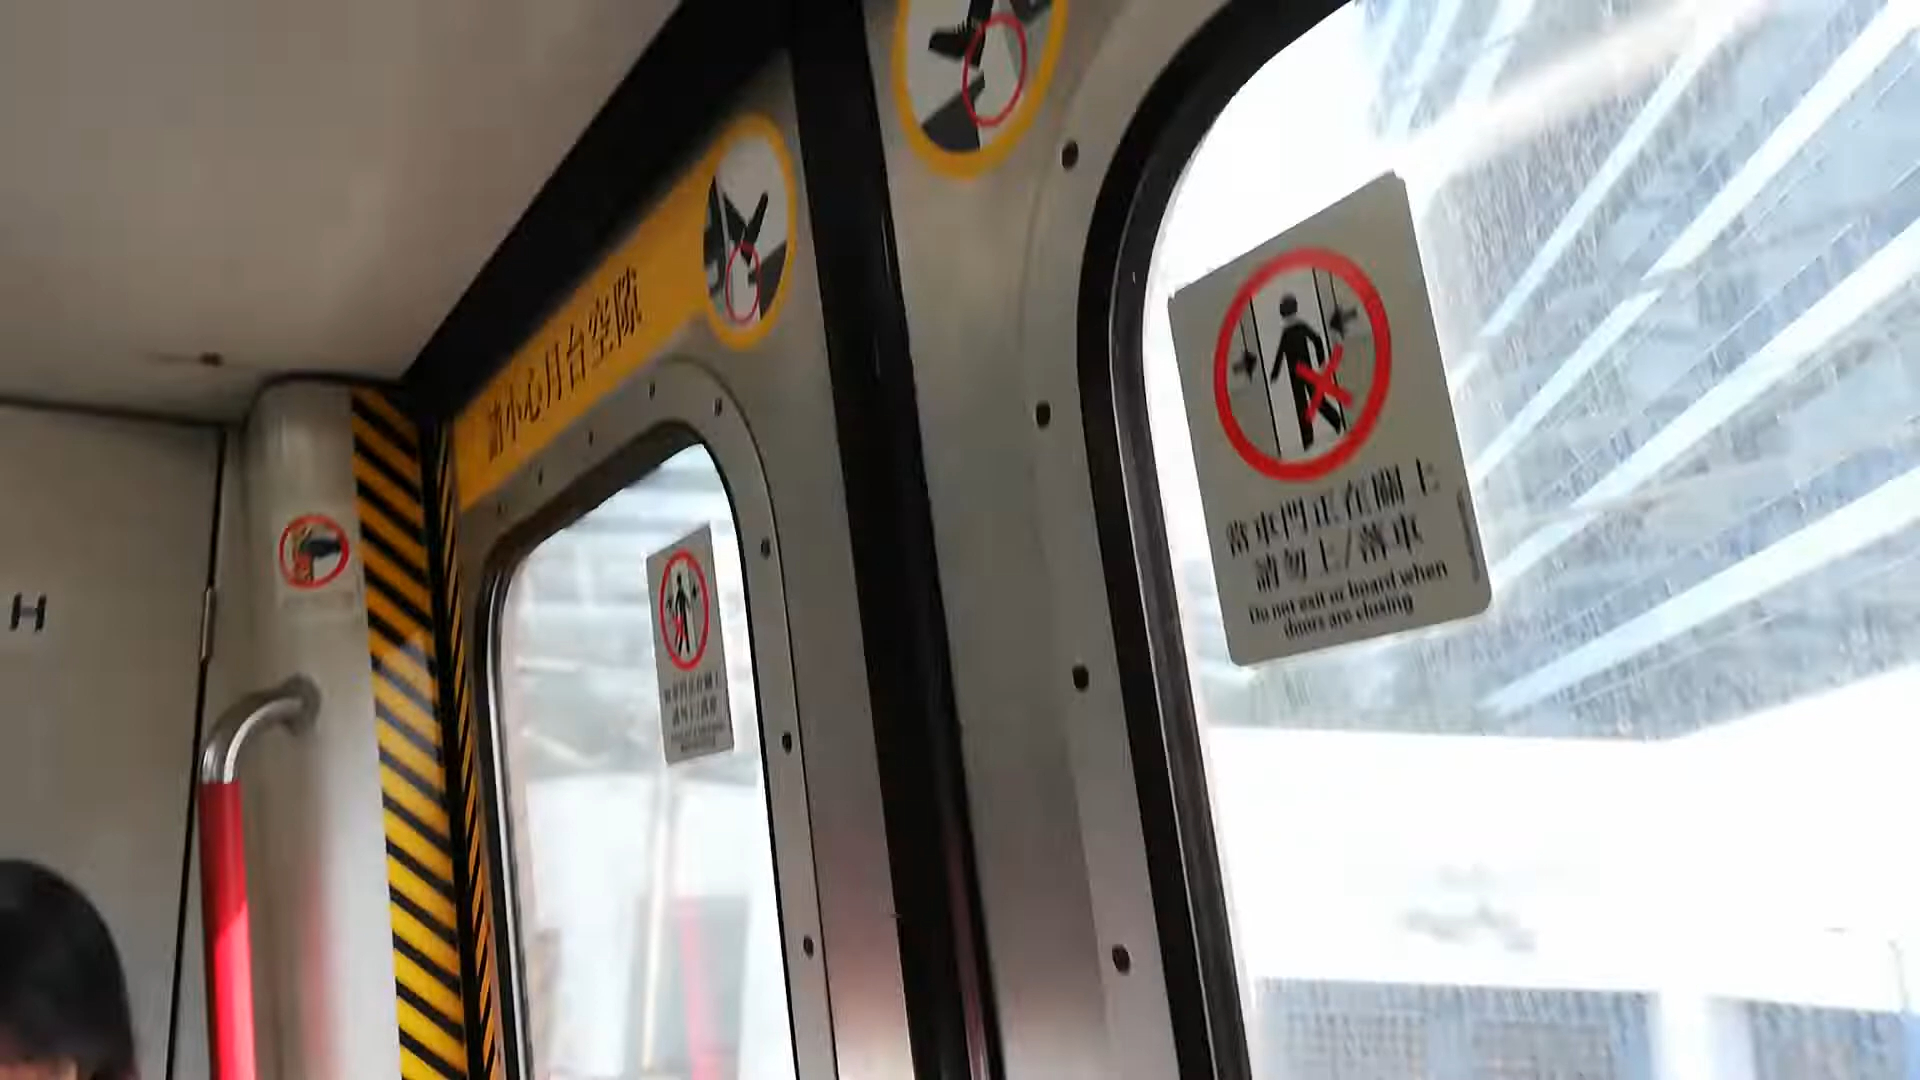 H
請小心月台空隙
當車門正在關上
請勿上/落車
Do not exit or board when
doors are closing